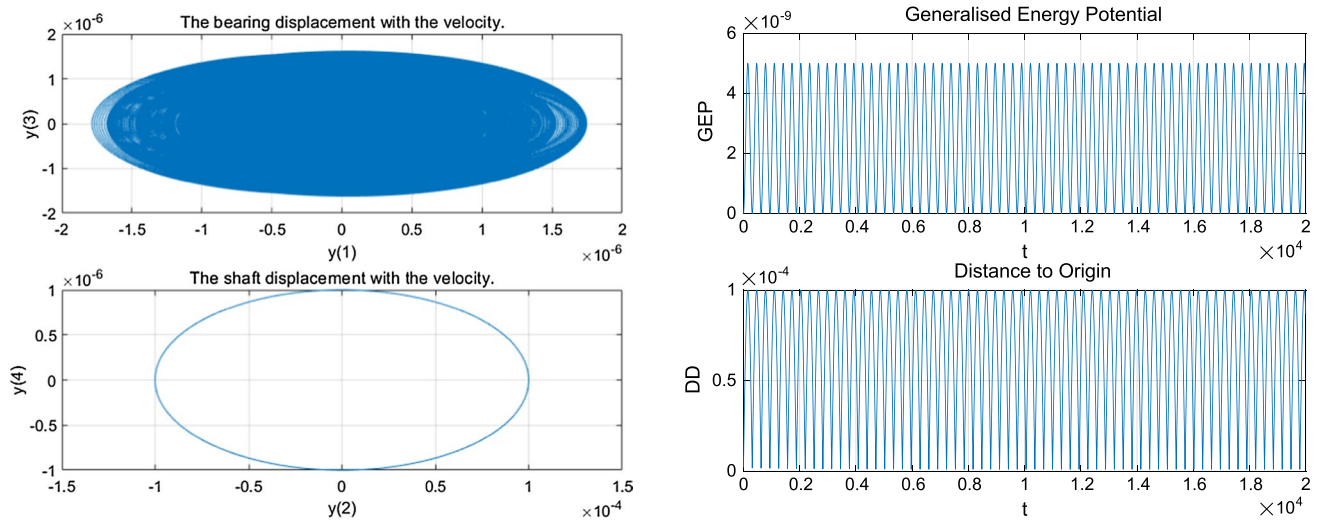 The bearing displacement with the velocity.
×10-6
2
1
0
-1
-2
y(3)
-2 -1.5 -1 -0.5 0 0.5 1 1.5 2
y(1)
×10-6
The shaft displacement with the velocity.
×10-6
1
0.5
0
-0.5
-1
y(4)
-1.5 -1 -0.5 0 0.5 1 1.5
y(2)
×10-4
Generalised Energy Potential
×10-9
6
4
2
0
GEP
0 0.2 0.4 0.6 0.8 1 1.2 1.4 1.6 1.8 2
t
×104
Distance to Origin
×10-4
1
0.5
0
DD
0 0.2 0.4 0.6 0.8 1 1.2 1.4 1.6 1.8 2
t
×104